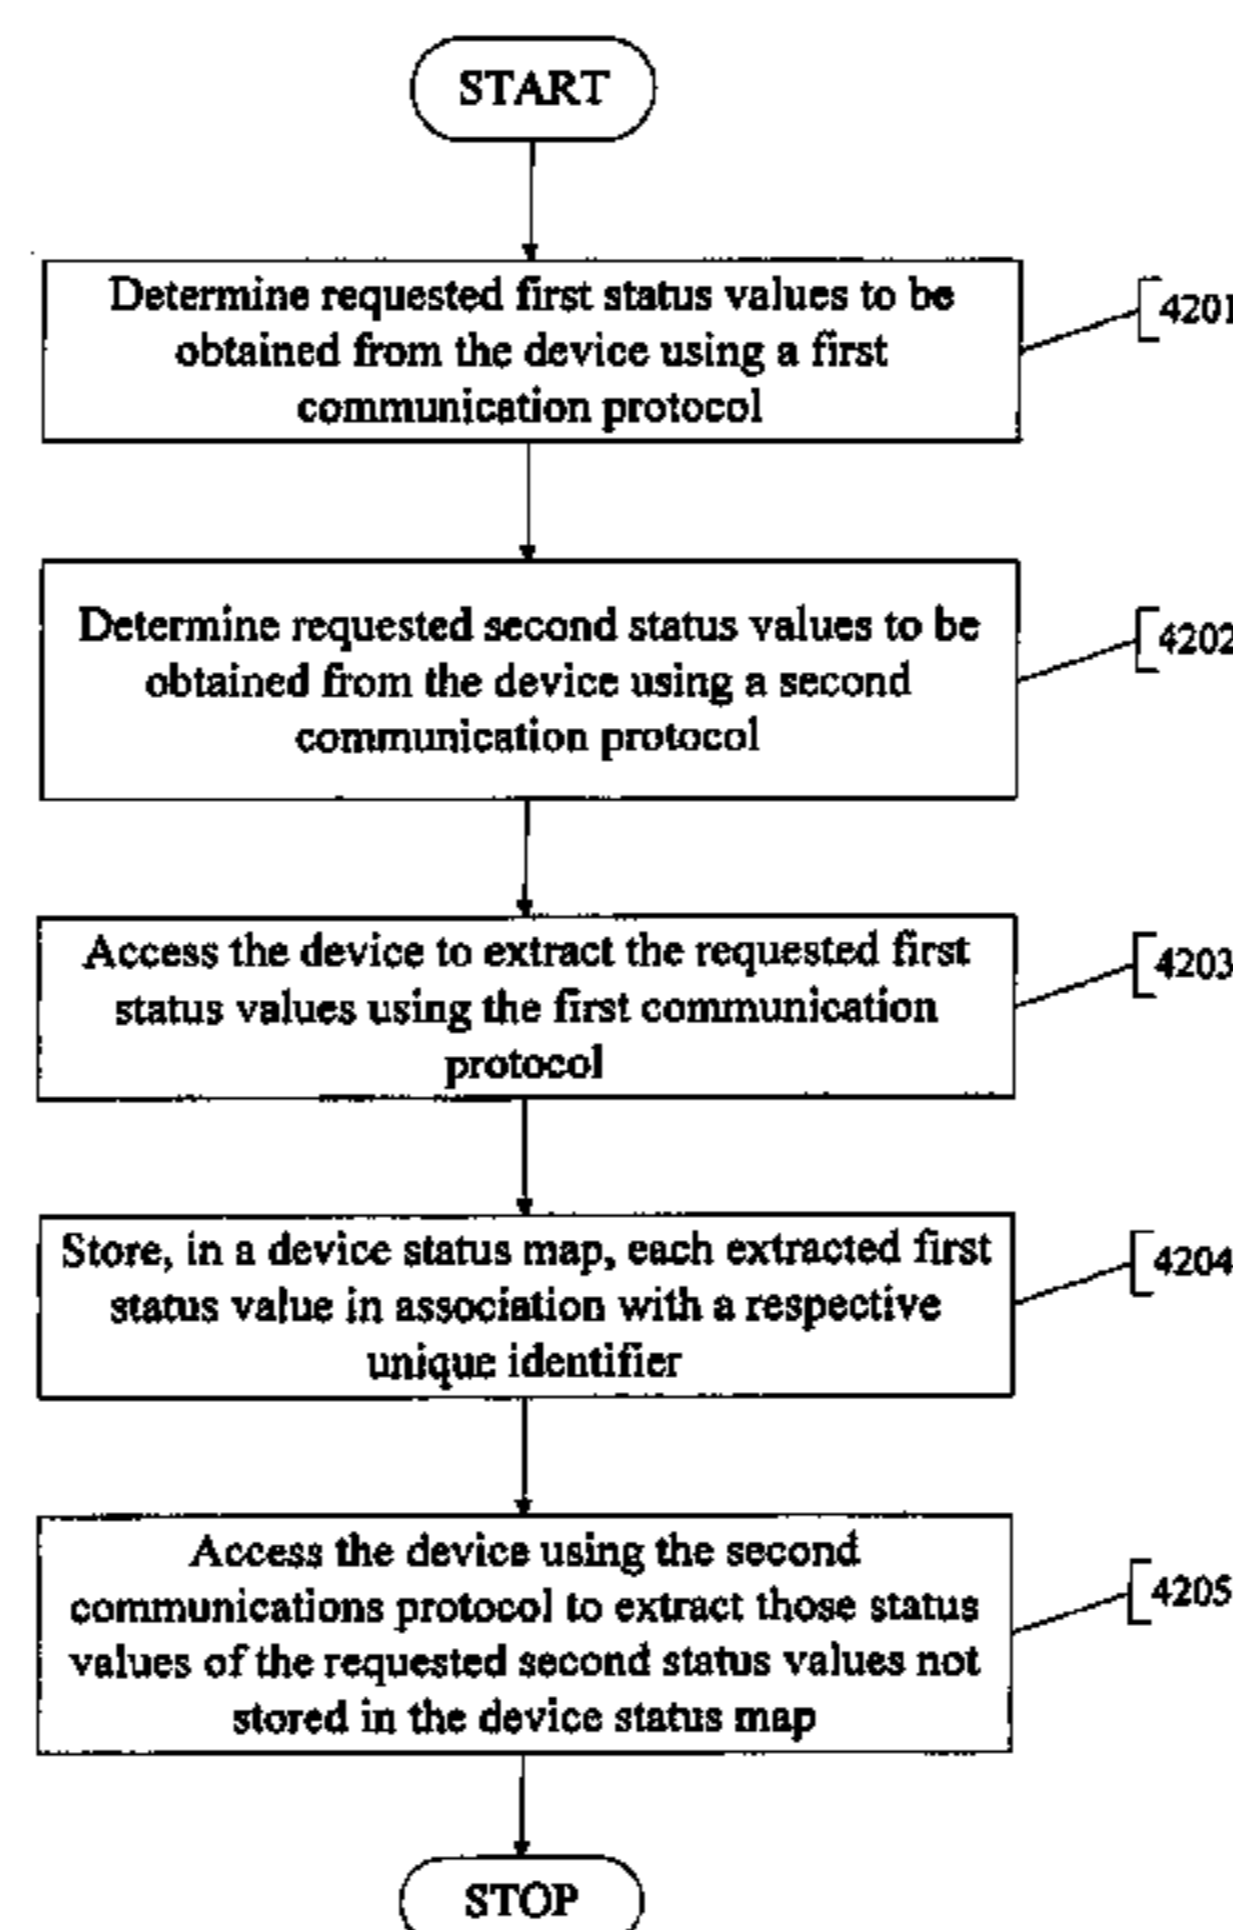 START
Determine requested first status values to be
obtained from the device using a first
communication protocol
4201
Determine requested second status values to be
obtained from the device using a second
communication protocol
4202
Access the device to extract the requested first
status values using the first communication
protocol
4203
Store, in a device status map, each extracted first
status value in association with a respective
unique identifier
4204
Access the device using the second
communications protocol to extract those status
values of the requested second status values not
stored in the device status map
4205
STOP